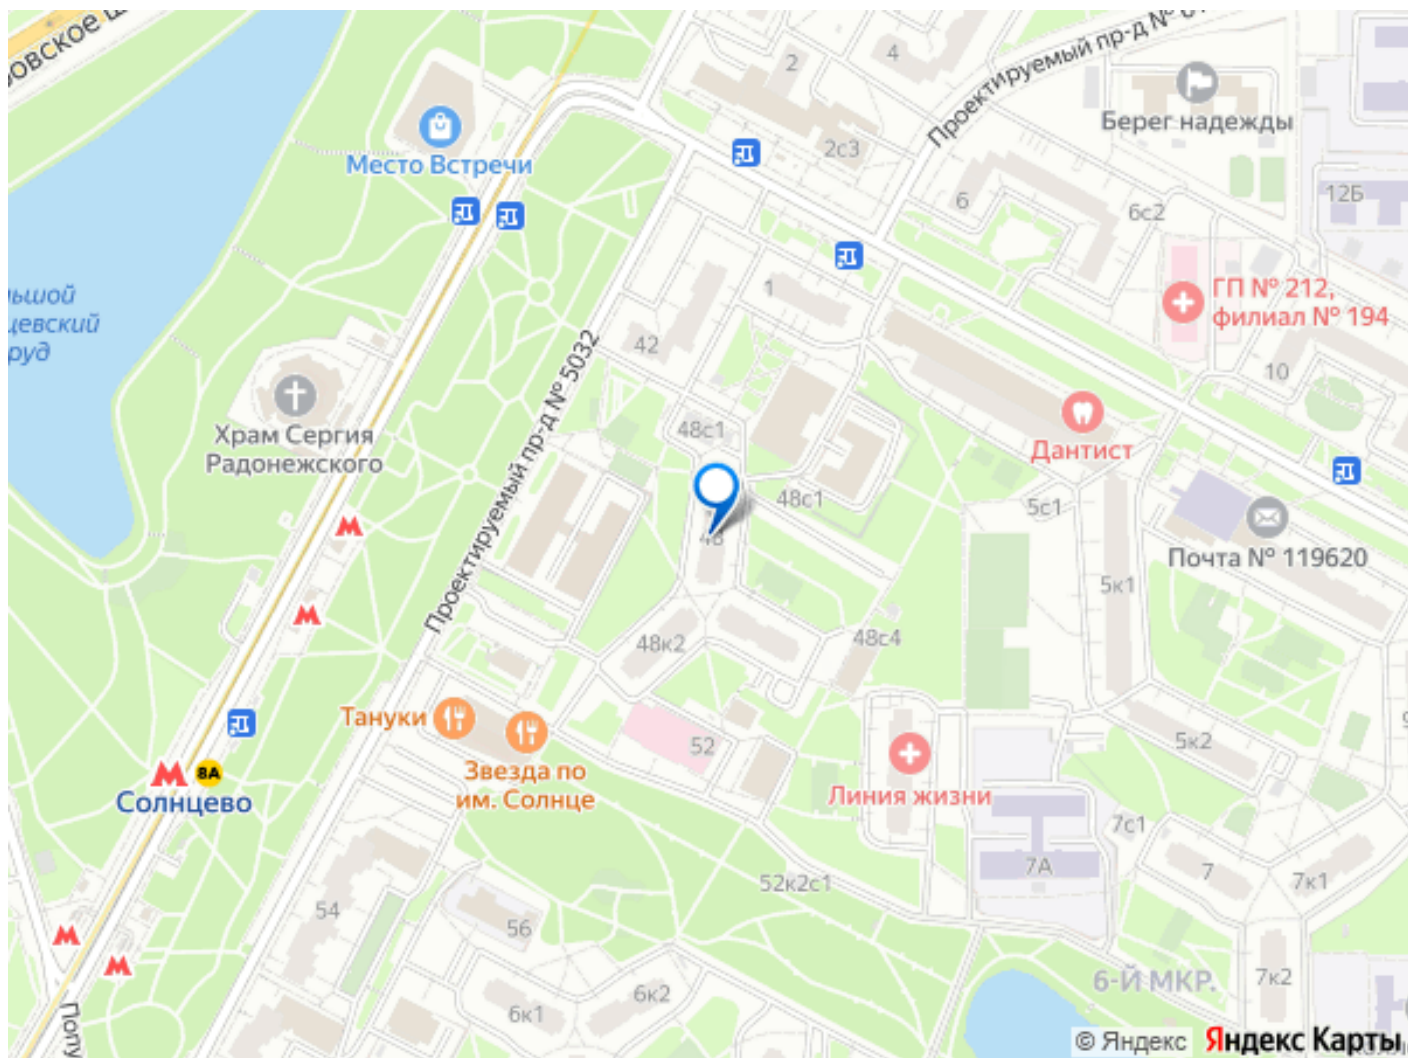 овское ш
Проектируемый пр-д № 6
2
4
Берег надежды
Место Встречи
2с3
12Б
6
6с2
ГП № 212,
филиал № 194
1
ьшой
цевский
руд
42
Проектируемый пр-д № 5032
10
Храм Сергия
Радонежского
48с1
Дантист
48с1
5с1
48
Почта № 119620
5к1
48к2
48с4
Тануки
52
5к2
Звезда по
им. Солнце
8А
Солнцево
Линия жизни
7с1
7А
7
7к1
52к2с1
54
56
6-Й МКР.
7к2
6к2
6к1
Попу
© Яндекс Яндекс Карты